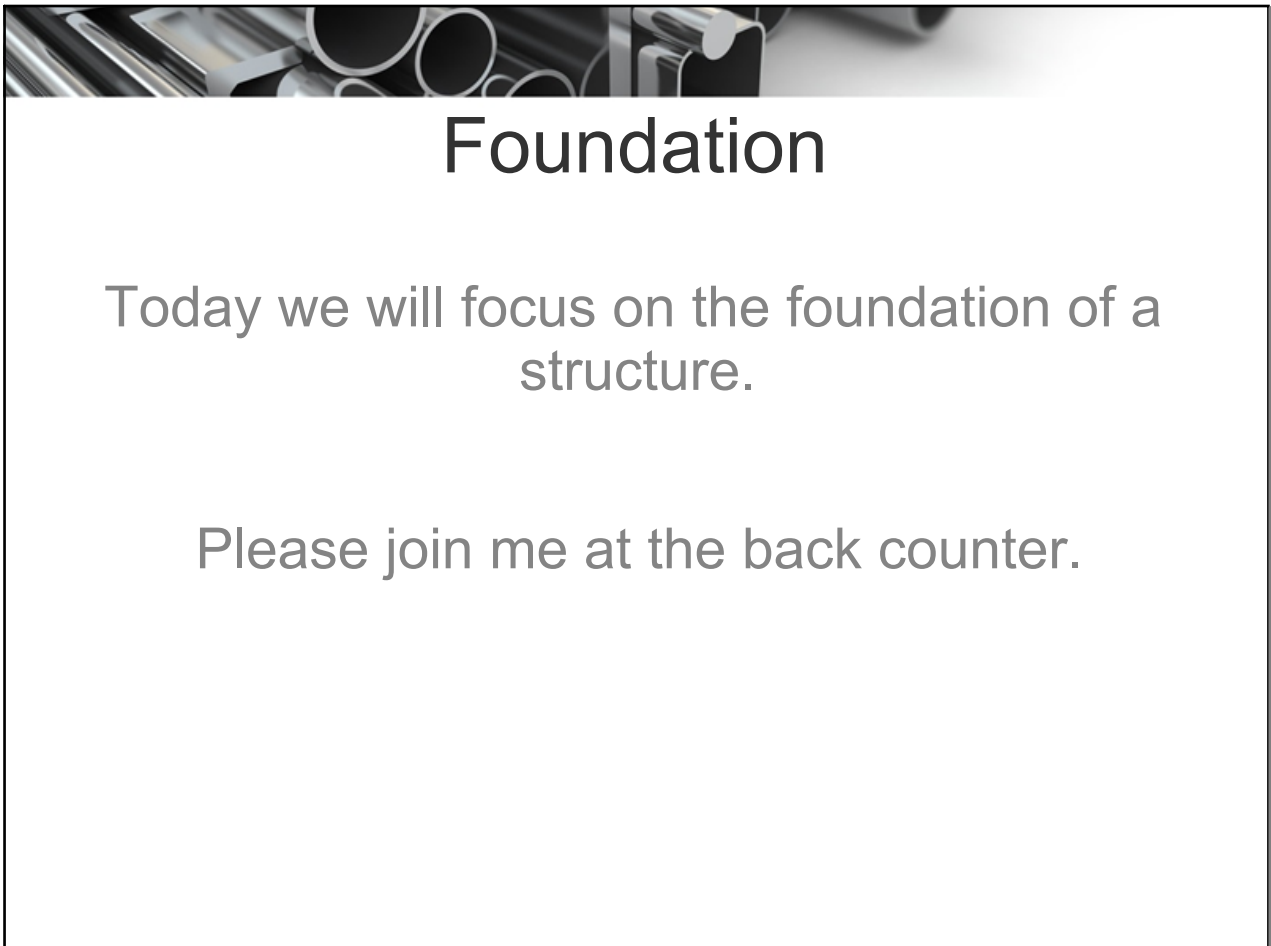 Foundation
Today we will focus on the foundation of a
structure.
Please join me at the back counter.